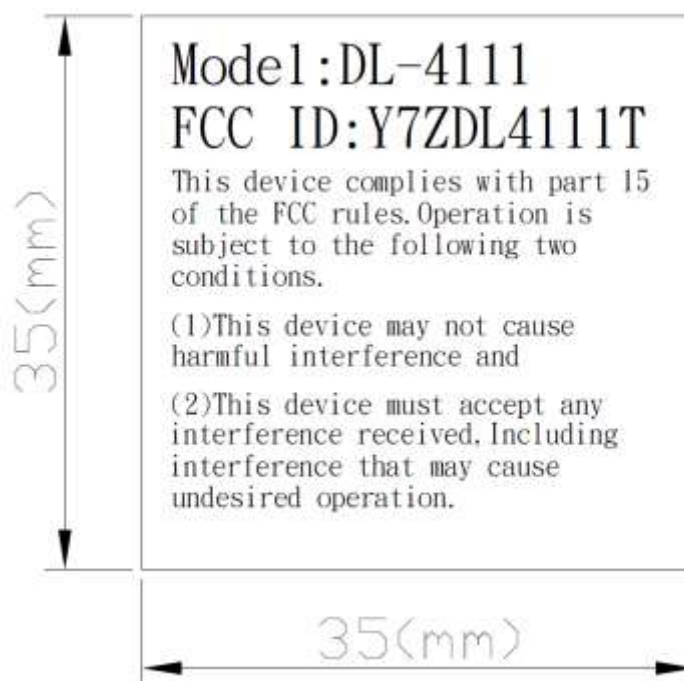 Model:DL-4111
FCC ID:Y7ZDL4111T
This device complies with part 15
of the FCC rules.Operation is
subject to the following two
conditions.
(1)This device may not cause
harmful interference and
(2)This device must accept any
interference received,Including
interference that may cause
undesired operation.
35(mm)
35(mm)